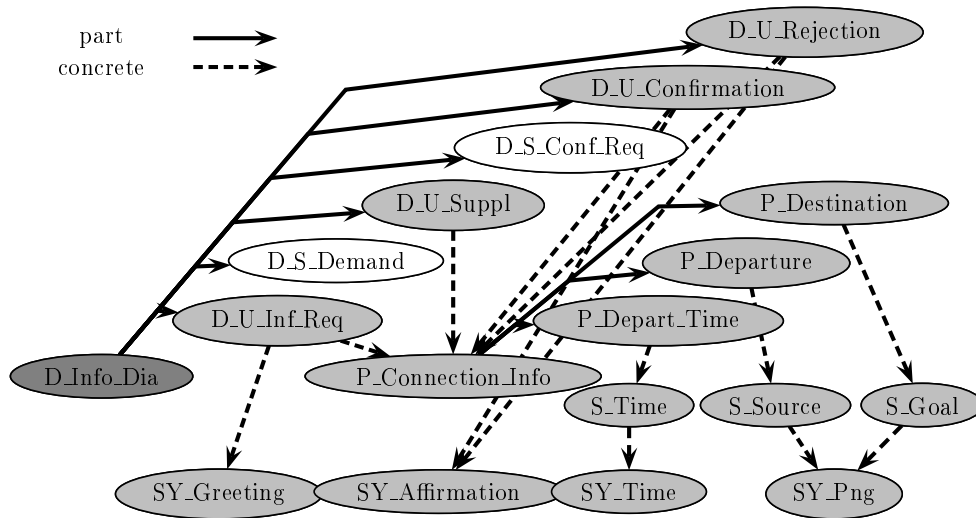 part
concrete
D_U_Rejection
D_U_Confirmation
D_S_Conf_Req
D_U_Suppl
P_Destination
D_S_Demand
P_Departure
D_U_Inf_Req
P_Depart_Time
D_Info_Dia
P_Connection_Info
S_Time
S_Source
S_Goal
SY_Greeting
SY_Affirmation
SY_Time
SY_Png